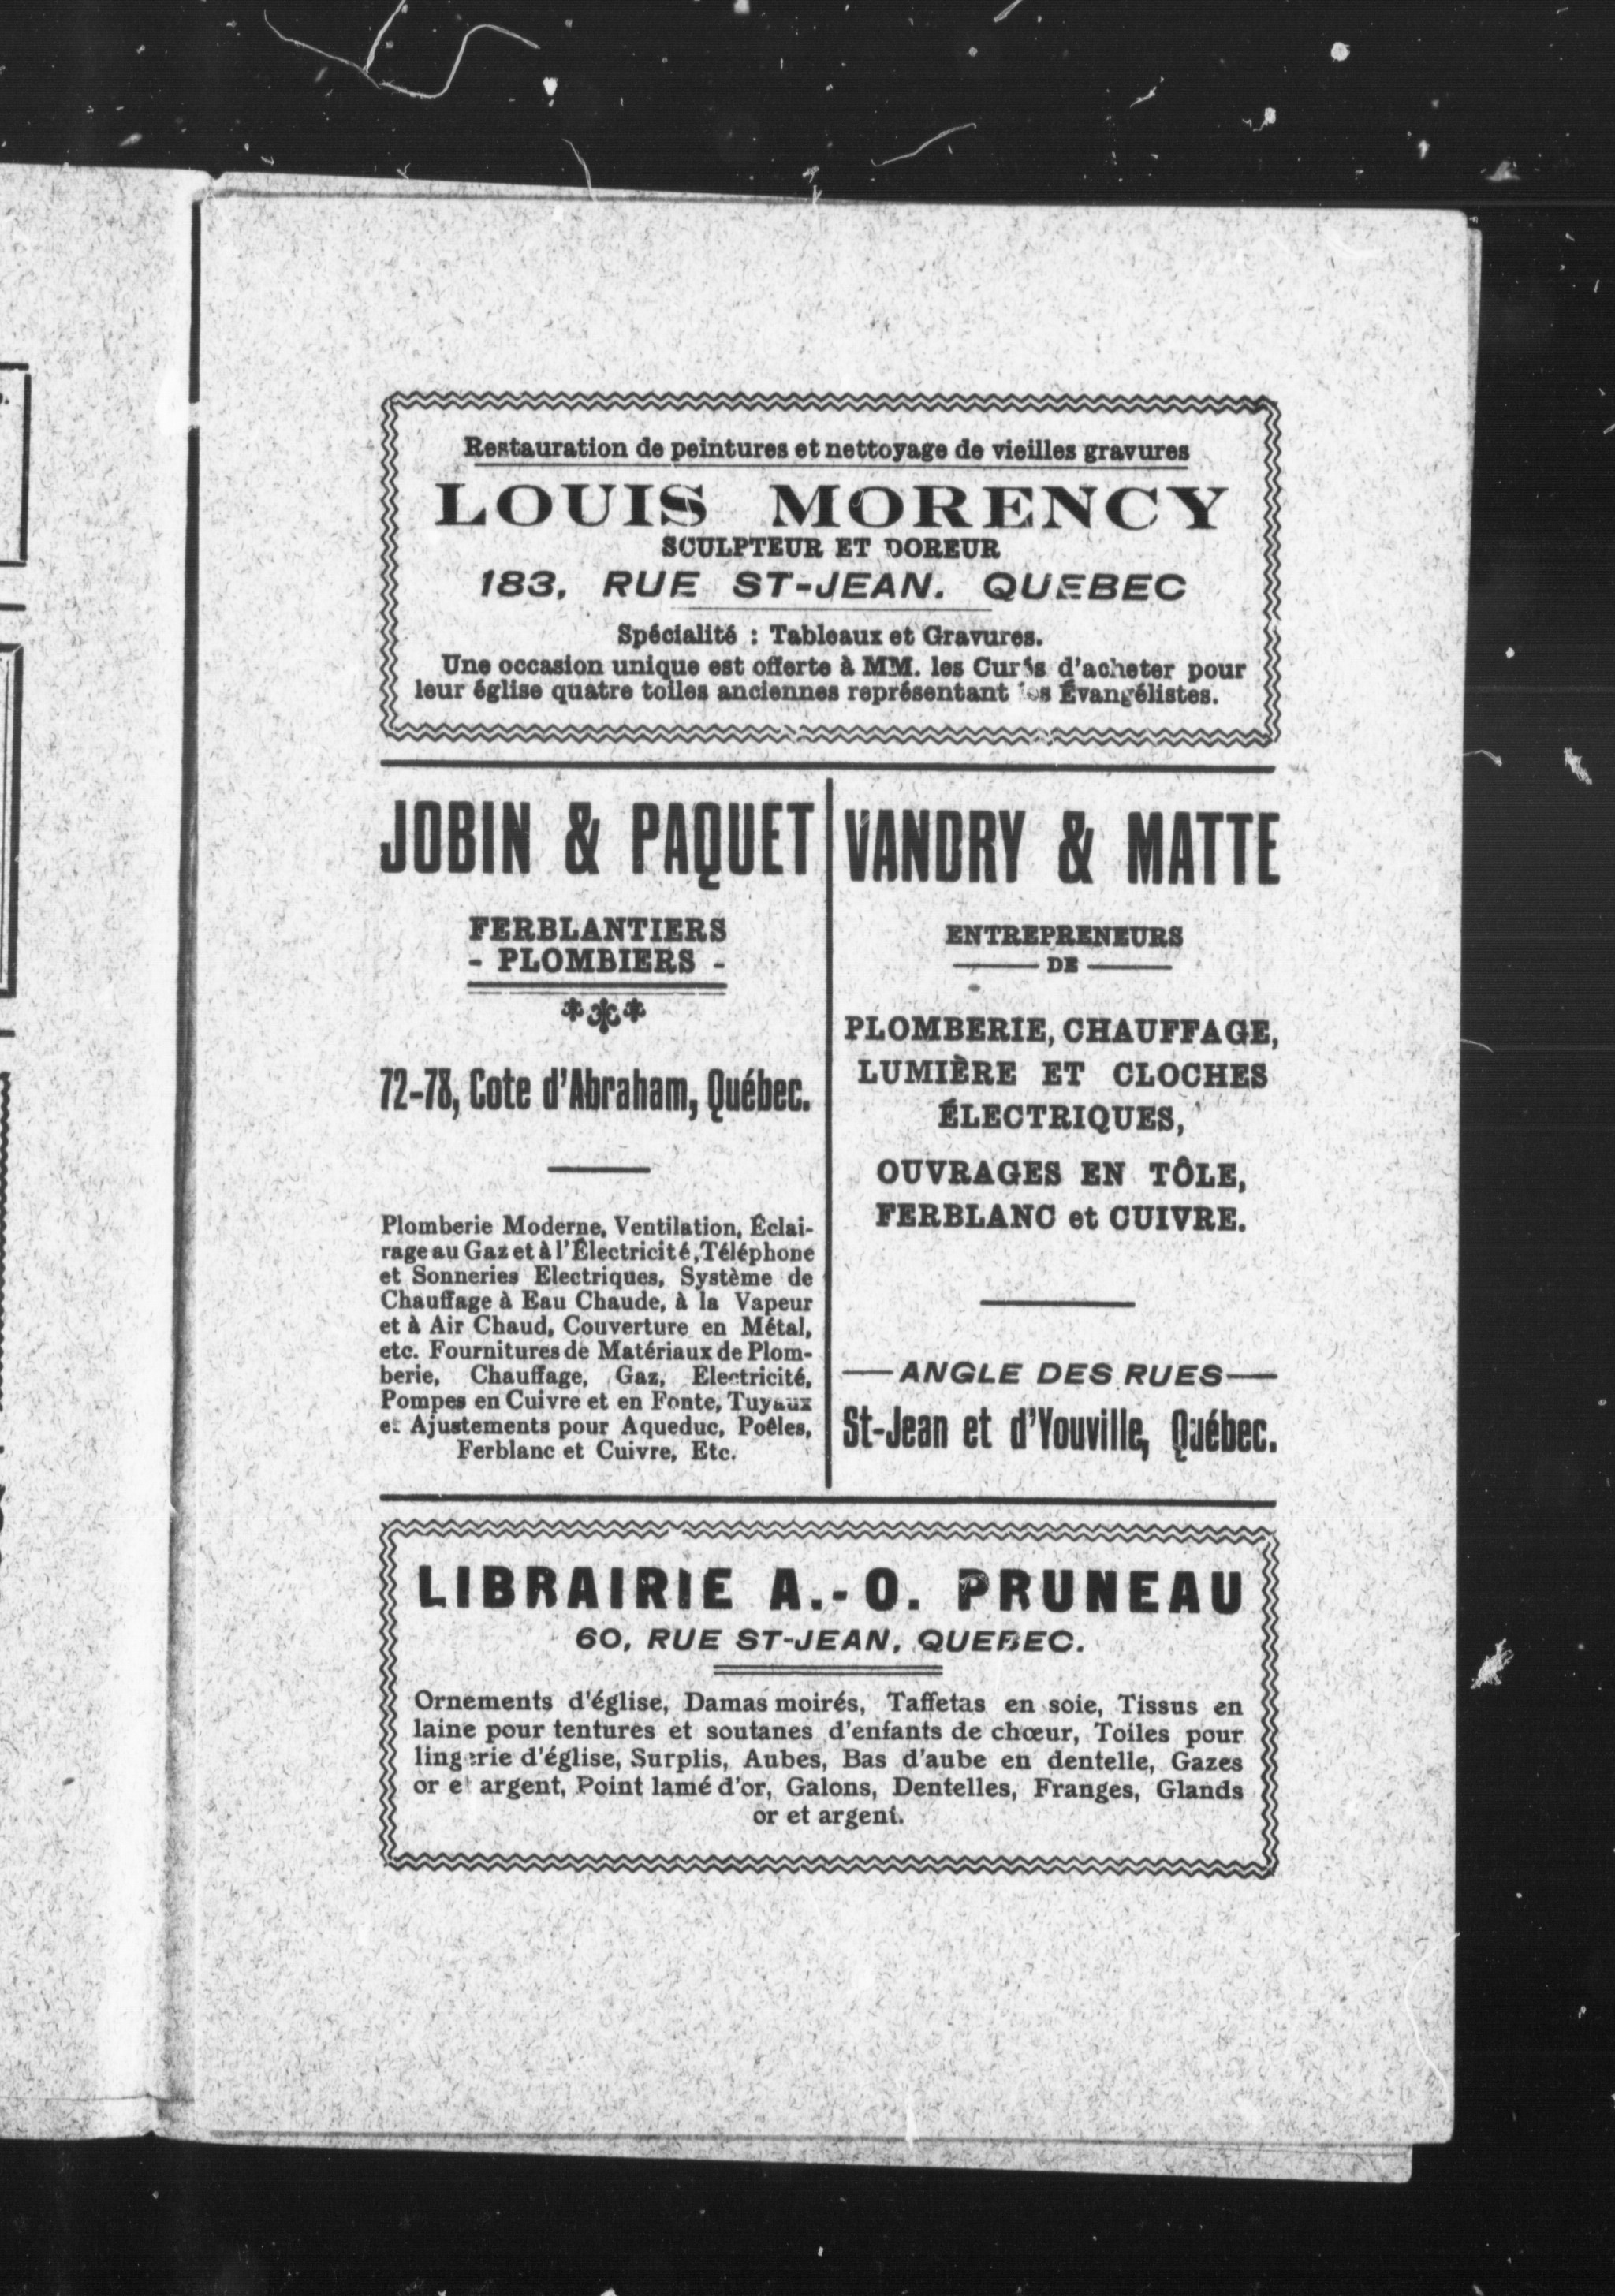 Restauration de peintures et nettoyage de vieilles gravures
LOUIS MORENCY
SCULPTEUR ET DOREUR
183, RUE ST-JEAN. QUEBEC
Spécialité : Tableaux et Gravures.
Une occasion unique est offerte à MM. les Curés d'acheter pour
leur église quatre toiles anciennes représentant les Évangélistes.
JOBIN & PAQUET
FERBLANTIERS
- PLOMBIERS -
72-78, Cote d'Abraham, Québec.
Plomberie Moderne, Ventilation, Éclai-
rage au Gaz et à l'Électricité, Téléphone
et Sonneries Electriques, Système de
Chauffage à Eau Chaude, à la Vapeur
et à Air Chaud, Couverture en Métal,
etc. Fournitures de Matériaux de Plom-
berie, Chauffage, Gaz, Electricité,
Pompes en Cuivre et en Fonte, Tuyaux
et Ajustements pour Aqueduc, Poêles,
Ferblanc et Cuivre, Etc.
VANDRY & MATTE
ENTREPRENEURS
DE
PLOMBERIE, CHAUFFAGE,
LUMIÈRE ET CLOCHES
ÉLECTRIQUES,
OUVRAGES EN TÔLE,
FERBLANC et CUIVRE.
— ANGLE DES RUES —
St-Jean et d'Youville, Québec.
LIBRAIRIE A.-O. PRUNEAU
60, RUE ST-JEAN, QUEBEC.
Ornements d'église, Damas moirés, Taffetas en soie, Tissus en
laine pour tentures et soutanes d'enfants de chœur, Toiles pour
lingerie d'église, Surplis, Aubes, Bas d'aube en dentelle, Gazes
or et argent, Point lamé d'or, Galons, Dentelles, Franges, Glands
or et argent.